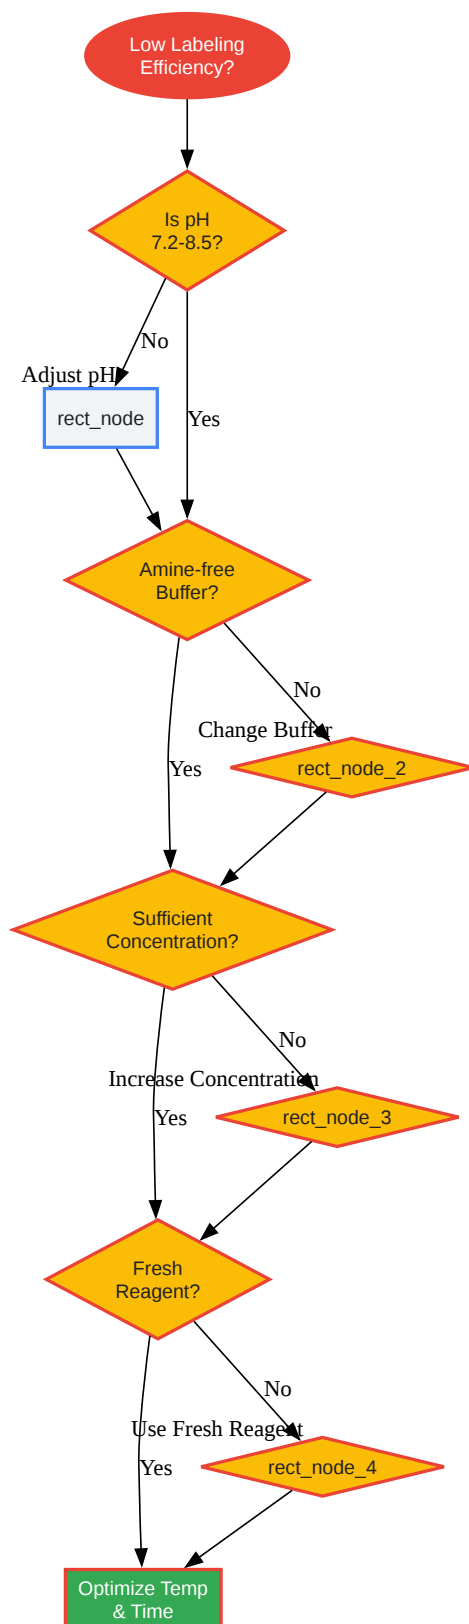 Low Labeling
Efficiency?
Is pH
7.2-8.5?
No
Adjust pH
rect_node
Yes
Amine-free
Buffer?
No
Change Buffer
Yes
rect_node_2
Sufficient
Concentration?
No
Increase Concentration
Yes
rect_node_3
Fresh
Reagent?
No
Use Fresh Reagent
Yes
rect_node_4
Optimize Temp
& Time